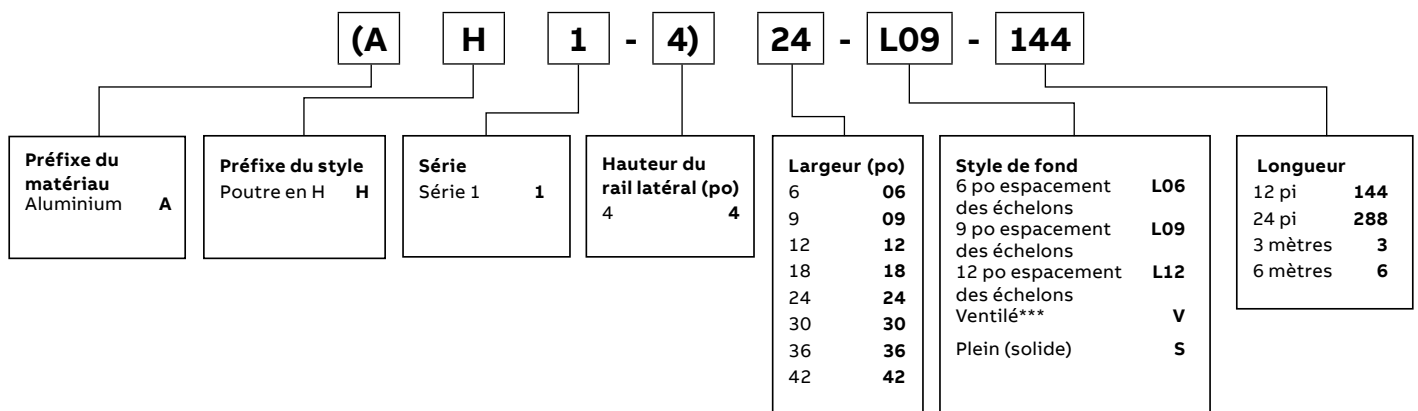 (A H 1 - 4) 24 - L09 - 144
Préfixe du
matériau
Aluminium A
Préfixe du style
Poutre en H H
Série
Série 1 1
Hauteur du
rail latéral (po)
4 4
Largeur (po)
6 06
9 09
12 12
18 18
24 24
30 30
36 36
42 42
Style de fond
6 po espacement L06
des échelons
9 po espacement L09
des échelons
12 po espacement L12
des échelons
Ventilé*** V
Plein (solide) S
Longueur
12 pi 144
24 pi 288
3 mètres 3
6 mètres 6